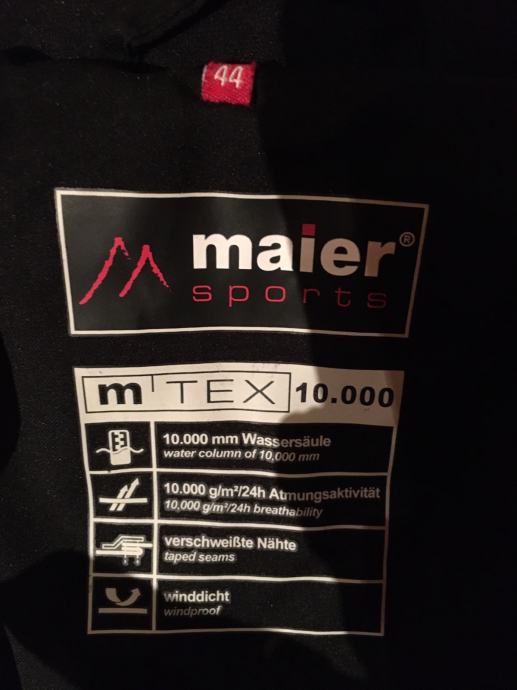 44
maier®
sports
m'TEX 10.000
10.000 mm Wassersäule
water column of 10,000 mm
10.000 g/m²/24h Atmungsaktivität
10,000 g/m²/24h breathability
verschweißte Nähte
taped seams
winddicht
windproof